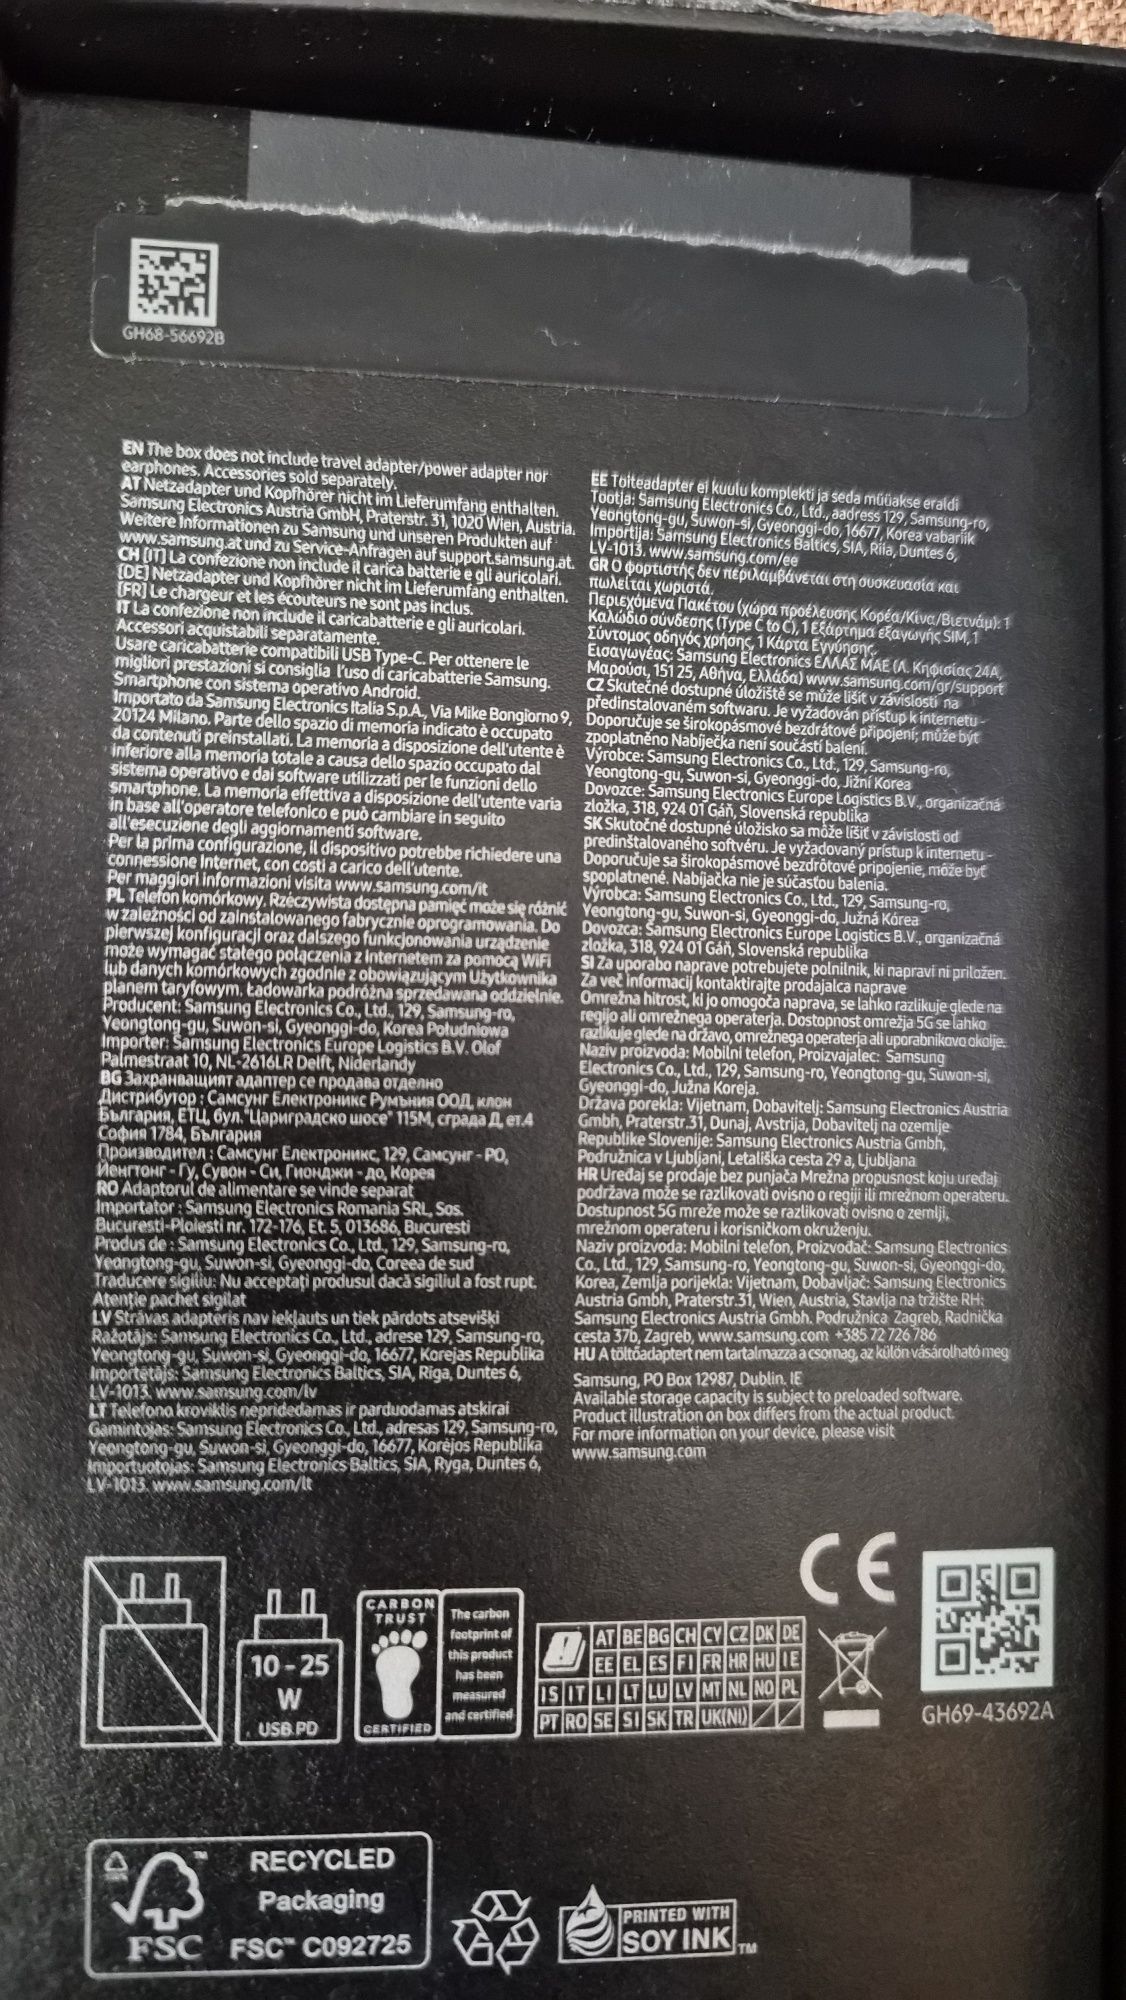 GH68-56692B
EN The box does not include travel adapter/power adapter nor
earphones. Accessories sold separately.
AT Netzadapter und Kopfhörer nicht im Lieferumfang enthalten.
Samsung Electronics Austria GmbH, Praterstr. 31, 1020 Wien, Austria.
Weitere Informationen zu Samsung und unseren Produkten auf
www.samsung.at und zu Service-Anfragen auf support.samsung.at.
CH [IT] La confezione non include il carica batterie e gli auricolari.
[DE] Netzadapter und Kopfhörer nicht im Lieferumfang enthalten.
[FR] Le chargeur et les écouteurs ne sont pas inclus.
IT La confezione non include il caricabatterie e gli auricolari.
Accessori acquistabili separatamente.
Usare caricabatterie compatibili USB Type-C. Per ottenere le
migliori prestazioni si consiglia l'uso di caricabatterie Samsung.
Smartphone con sistema operativo Android.
Importato da Samsung Electronics Italia S.p.A., Via Mike Bongiorno 9,
20124 Milano. Parte dello spazio di memoria indicato è occupato
da contenuti preinstallati. La memoria a disposizione dell'utente è
inferiore alla memoria totale a causa dello spazio occupato dal
sistema operativo e dai software utilizzati per le funzioni dello
smartphone. La memoria effettiva a disposizione dell'utente varia
in base all'operatore telefonico e può cambiare in seguito
all'esecuzione degli aggiornamenti software.
Per la prima configurazione, il dispositivo potrebbe richiedere una
connessione Internet, con costi a carico dell'utente.
Per maggiori informazioni visita www.samsung.com/it
PL Telefon komórkowy. Rzeczywista dostępna pamięć może się różnić
w zależności od zainstalowanego fabrycznie oprogramowania. Do
pierwszej konfiguracji oraz dalszego funkcjonowania urządzenie
może wymagać stałego połączenia z Internetem za pomocą WiFi
lub danych komórkowych zgodnie z obowiązującym Użytkownika
planem taryfowym. Ładowarka podróżna sprzedawana oddzielnie.
Producent: Samsung Electronics Co., Ltd., 129, Samsung-ro,
Yeongtong-gu, Suwon-si, Gyeonggi-do, Korea Południowa
Importer: Samsung Electronics Europe Logistics B.V. Olof
Palmestraat 10, NL-2616LR Delft, Niderlandy
BG Захранващият адаптер се продава отделно
Дистрибутор : Самсунг Електроникс Румъния ООД, клон
България, ЕТЦ, бул. "Цариградско шосе" 115М, сграда Д, ет.4
София 1784, България
Производител : Самсунг Електроникс, 129, Самсунг - РО,
Йенгтонг - Гу, Сувон - Си, Гионджи - до, Корея
RO Adaptorul de alimentare se vinde separat
Importator : Samsung Electronics Romania SRL, Sos.
Bucuresti-Ploiesti nr. 172-176, Et. 5, 013686, Bucuresti
Produs de : Samsung Electronics Co., Ltd., 129, Samsung-ro,
Yeongtong-gu, Suwon-si, Gyeonggi-do, Coreea de sud
Traducere sigiliu: Nu acceptați produsul dacă sigiliul a fost rupt.
Atenție pachet sigilat
LV Strāvas adapteris nav iekļauts un tiek pārdots atsevišķi
Ražotājs: Samsung Electronics Co., Ltd., adrese 129, Samsung-ro,
Yeongtong-gu, Suwon-si, Gyeonggi-do, 16677, Korejas Republika
Importētājs: Samsung Electronics Baltics, SIA, Rīga, Duntes 6,
LV-1013. www.samsung.com/lv
LT Telefono kroviklis nepridedamas ir parduodamas atskirai
Gamintojas: Samsung Electronics Co., Ltd., adresas 129, Samsung-ro,
Yeongtong-gu, Suwon-si, Gyeonggi-do, 16677, Korėjos Republika
Importuotojas: Samsung Electronics Baltics, SIA, Ryga, Duntes 6,
LV-1013. www.samsung.com/lt
EE Toiteadapter ei kuulu komplekti ja seda müüakse eraldi
Tootja: Samsung Electronics Co., Ltd., aadress 129, Samsung-ro,
Yeongtong-gu, Suwon-si, Gyeonggi-do, 16677, Korea vabariik
Importija: Samsung Electronics Baltics, SIA, Riia, Duntes 6,
LV-1013. www.samsung.com/ee
GR Ο φορτιστής δεν περιλαμβάνεται στη συσκευασία και
πωλείται χωριστά.
Περιεχόμενα Πακέτου (χώρα προέλευσης Κορέα/Κίνα/Βιετνάμ): 1
Καλώδιο σύνδεσης (Type C to C), 1 Εξάρτημα εξαγωγής SIM, 1
Σύντομος οδηγός χρήσης, 1 Κάρτα Εγγύησης.
Εισαγωγέας: Samsung Electronics ΕΛΛΑΣ ΜΑΕ (Λ. Κηφισίας 24Α,
Μαρούσι, 151 25, Αθήνα, Ελλάδα) www.samsung.com/gr/support
CZ Skutečné dostupné úložiště se může lišit v závislosti na
předinstalovaném softwaru. Je vyžadován přístup k internetu -
Doporučuje se širokopásmové bezdrátové připojení; může být
zpoplatněno Nabíječka není součástí balení.
Výrobce: Samsung Electronics Co., Ltd., 129, Samsung-ro,
Yeongtong-gu, Suwon-si, Gyeonggi-do, Jižní Korea
Dovozce: Samsung Electronics Europe Logistics B.V., organizačná
zložka, 318, 924 01 Gáň, Slovenská republika
SK Skutočné dostupné úložisko sa môže líšiť v závislosti od
predinštalovaného softvéru. Je vyžadovaný prístup k internetu -
Doporučuje sa širokopásmové bezdrôtové pripojenie, môže byť
spoplatnené. Nabíjačka nie je súčasťou balenia.
Výrobca: Samsung Electronics Co., Ltd., 129, Samsung-ro,
Yeongtong-gu, Suwon-si, Gyeonggi-do, Južná Kórea
Dovozca: Samsung Electronics Europe Logistics B.V., organizačná
zložka, 318, 924 01 Gáň, Slovenská republika
SI Za uporabo naprave potrebujete polnilnik, ki napravi ni priložen.
Za več informacij kontaktirajte prodajalca naprave
Omrežna hitrost, ki jo omogoča naprava, se lahko razlikuje glede na
regijo ali omrežnega operaterja. Dostopnost omrežja 5G se lahko
razlikuje glede na državo, omrežnega operaterja ali uporabnikovo okolje.
Naziv proizvoda: Mobilni telefon, Proizvajalec: Samsung
Electronics Co., Ltd., 129, Samsung-ro, Yeongtong-gu, Suwon-si,
Gyeonggi-do, Južna Koreja.
Država porekla: Vijetnam, Dobavitelj: Samsung Electronics Austria
Gmbh, Praterstr.31, Dunaj, Avstrija, Dobavitelj na ozemlje
Republike Slovenije: Samsung Electronics Austria Gmbh,
Podružnica v Ljubljani, Letališka cesta 29 a, Ljubljana
HR Uređaj se prodaje bez punjača Mrežna propusnost koju uređaj
podržava može se razlikovati ovisno o regiji ili mrežnom operateru.
Dostupnost 5G mreže može se razlikovati ovisno o zemlji,
mrežnom operateru i korisničkom okruženju.
Naziv proizvoda: Mobilni telefon, Proizvođač: Samsung Electronics
Co., Ltd., 129, Samsung-ro, Yeongtong-gu, Suwon-si, Gyeonggi-do,
Korea, Zemlja porijekla: Vijetnam, Dobavljač: Samsung Electronics
Austria Gmbh, Praterstr.31, Wien, Austria, Stavlja na tržište RH:
Samsung Electronics Austria Gmbh. Podružnica Zagreb, Radnička
cesta 37b, Zagreb, www.samsung.com +385 72 726 786
HU A töltőadaptert nem tartalmazza a csomag, az külön vásárolható meg
Samsung, PO Box 12987, Dublin. IE
Available storage capacity is subject to preloaded software.
Product illustration on box differs from the actual product.
For more information on your device, please visit
www.samsung.com
10 - 25
W
USB PD
CARBON
TRUST
CERTIFIED
The carbon
footprint of
this product
has been
measured
and certified
AT BE BG CH CY CZ DK DE
EE EL ES FI FR HR HU IE
IS IT LI LT LU LV MT NL NO PL
PT RO SE SI SK TR UK(NI)
CE
GH69-43692A
FSC
RECYCLED
Packaging
FSC™ C092725
PRINTED WITH
SOY INK™